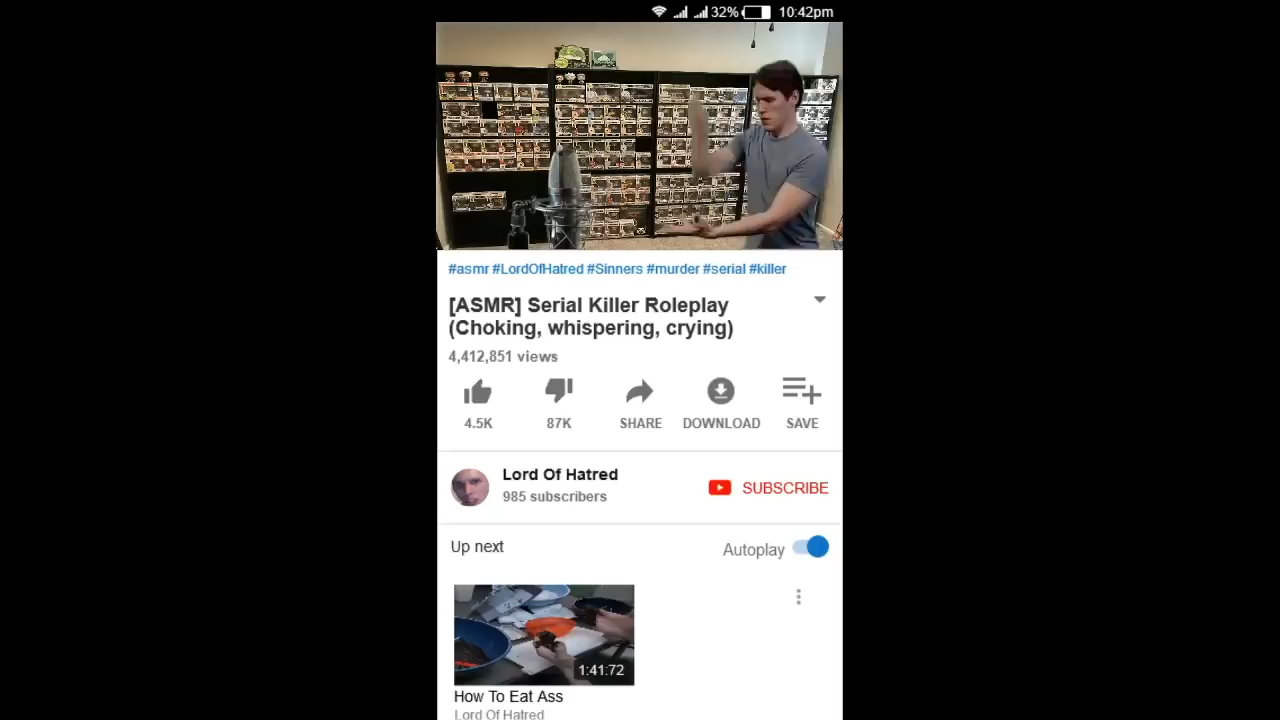 32% 10:42pm
#asmr #LordOfHatred #Sinners #murder #serial #killer
[ASMR] Serial Killer Roleplay
(Choking, whispering, crying)
4,412,851 views
4.5K 87K SHARE DOWNLOAD SAVE
Lord Of Hatred
985 subscribers
SUBSCRIBE
Up next
Autoplay
1:41:72
How To Eat Ass
Lord Of Hatred